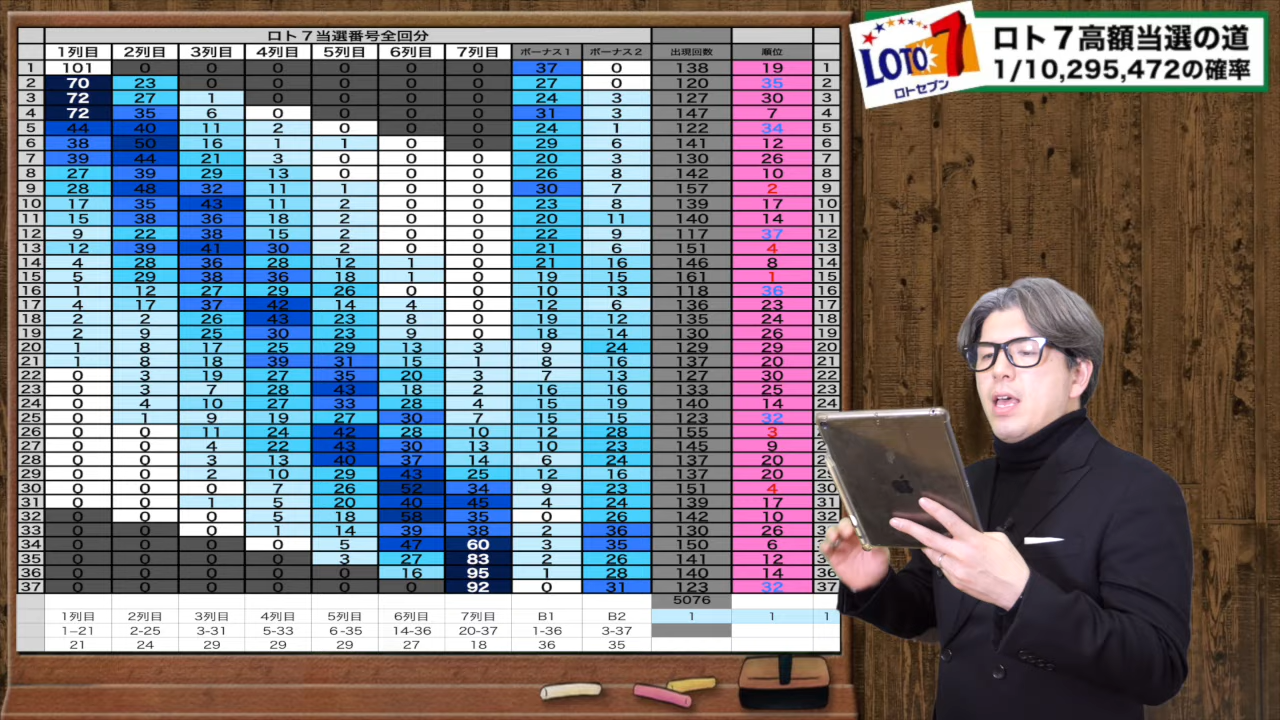 ロト７当選番号全回分
1列目 2列目 3列目 4列目 5列目 6列目 7列目 ボーナス1 ボーナス2 出現回数 順位
1 101 0 0 0 0 0 0 37 0 138 19 1
2 70 23 0 0 0 0 0 27 0 120 35 2
3 72 27 1 0 0 0 0 24 3 127 30 3
4 72 35 6 0 0 0 0 31 3 147 7 4
5 44 40 11 2 0 0 0 24 1 122 34 5
6 38 50 16 1 1 0 0 29 6 141 12 6
7 39 44 21 3 0 0 0 20 3 130 26 7
8 27 39 29 13 0 0 0 26 8 142 10 8
9 28 48 32 11 1 0 0 30 7 157 2 9
10 17 35 43 11 2 0 0 23 8 139 17 10
11 15 38 36 18 2 0 0 20 11 140 14 11
12 9 22 38 15 2 0 0 22 9 117 37 12
13 12 39 41 30 2 0 0 21 6 151 4 13
14 4 28 36 28 12 1 0 21 16 146 8 14
15 5 29 38 36 18 1 0 19 15 161 1 15
16 1 12 27 29 26 0 0 10 13 118 36 16
17 4 17 37 42 14 4 0 12 6 136 23 17
18 2 2 26 43 23 8 0 19 12 135 24 18
19 2 9 25 30 23 9 0 18 14 130 26 19
20 1 8 17 25 29 13 3 9 24 129 29 20
21 1 8 18 39 31 15 1 8 16 137 20 21
22 0 3 19 27 35 20 3 7 13 127 30 22
23 0 3 7 28 43 18 2 16 16 133 25 23
24 0 4 10 27 33 28 4 15 19 140 14 24
25 0 1 9 19 27 30 7 15 15 123 32 25
26 0 0 11 24 42 28 10 12 28 155 3 26
27 0 0 4 22 43 30 13 10 23 145 9 27
28 0 0 3 13 40 37 14 6 24 137 20 28
29 0 0 2 10 29 43 25 12 16 137 20 29
30 0 0 0 7 26 52 34 9 23 151 4 30
31 0 0 1 5 20 40 45 4 24 139 17 31
32 0 0 0 5 18 58 35 0 26 142 10 32
33 0 0 0 1 14 39 38 2 36 130 26 33
34 0 0 0 0 5 47 60 3 35 150 6 34
35 0 0 0 0 3 27 83 2 26 141 12 35
36 0 0 0 0 0 16 95 1 28 140 14 36
37 0 0 0 0 0 0 92 0 31 123 32 37
5076
1列目 2列目 3列目 4列目 5列目 6列目 7列目 B1 B2 1 1 1
1–21 2-25 3-31 5-33 6-35 14-36 20-37 1-36 3-37
21 24 29 29 29 27 18 36 35
LOTO 7
ロトセブン
ロト７高額当選の道
1/10,295,472の確率